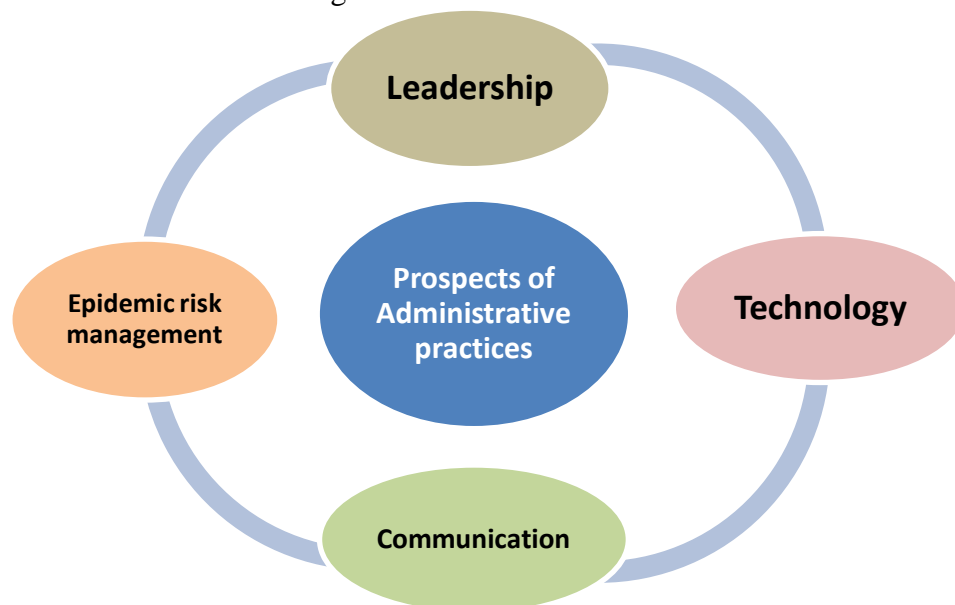 Leadership
Prospects of
Administrative
practices
Epidemic risk
management
Technology
Communication